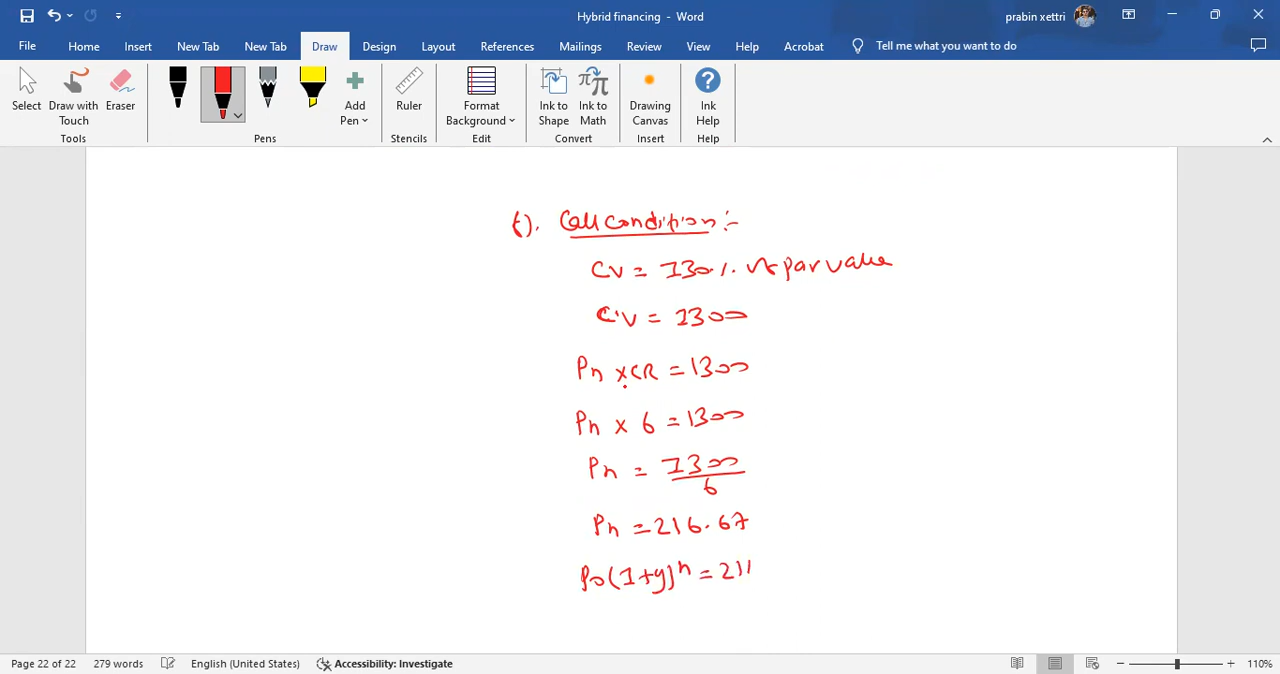 Hybrid financing - Word
prabin xettri
File Home Insert New Tab New Tab Draw Design Layout References Mailings Review View Help Acrobat Tell me what you want to do
Select Draw with Touch Eraser Add Pen Ruler Format Background Ink to Shape Ink to Math Drawing Canvas Ink Help
Tools Pens Stencils Edit Convert Insert Help
f). Call condition :-
CV = 130% par value
CV = 1300
Pn × CR = 1300
Pn × 6 = 1300
Pn = 1300
6
Pn = 216.67
Po(1+g)^n = 211
Page 22 of 22 279 words English (United States) Accessibility: Investigate 110%